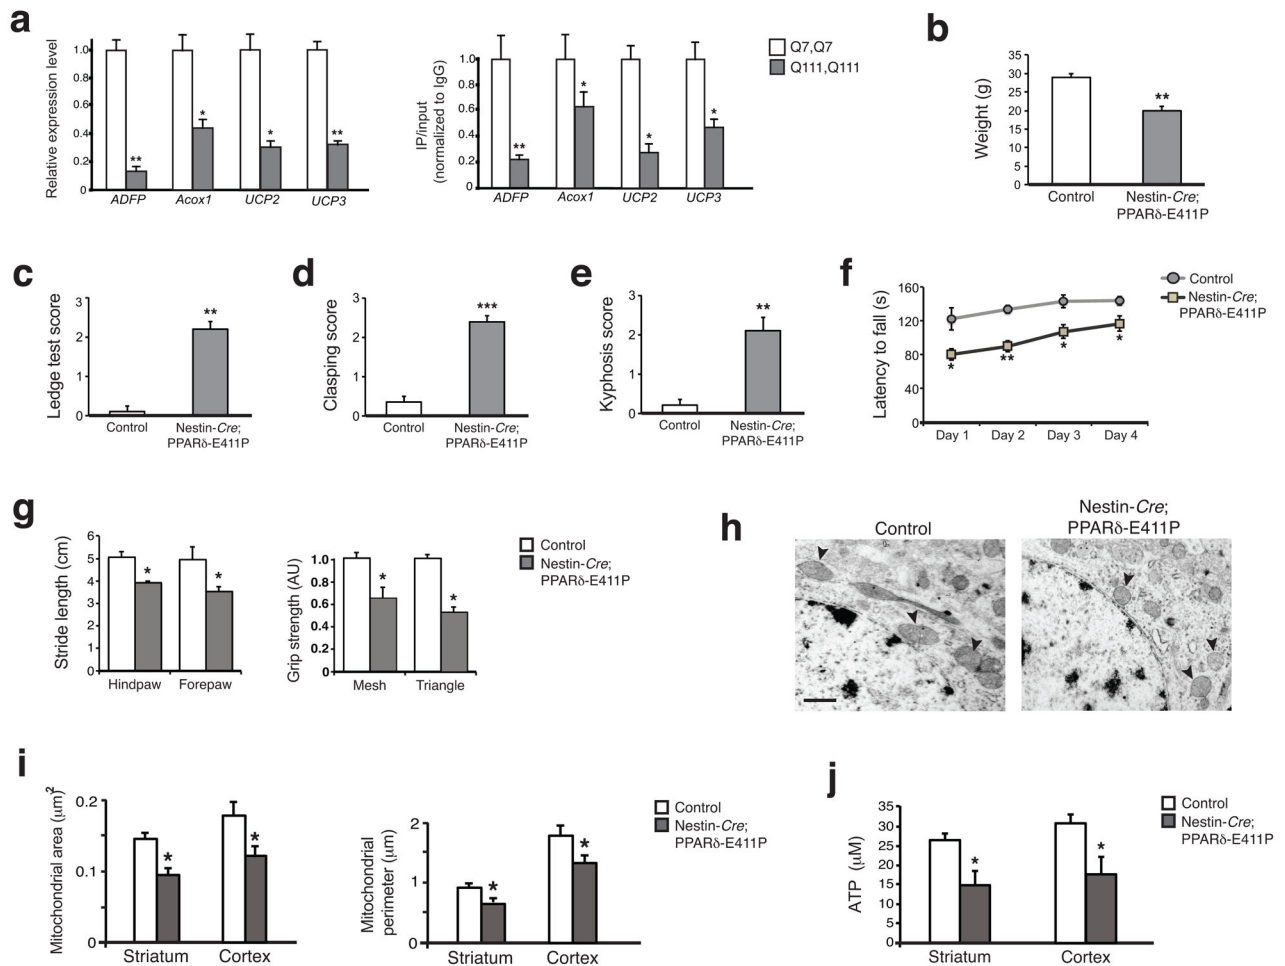 a
Relative expression level
1.0
0.8
0.6
0.4
0.2
0
**
*
*
**
ADFP
Acox1
UCP2
UCP3
IP/input
(normalized to IgG)
1.0
0.8
0.6
0.4
0.2
0
**
*
*
*
ADFP
Acox1
UCP2
UCP3
Q7,Q7
Q111,Q111
b
Weight (g)
35
30
25
20
15
10
5
0
**
Control
Nestin-Cre;
PPARδ-E411P
c
Ledge test score
3
2
1
0
**
Control
Nestin-Cre;
PPARδ-E411P
d
Clasping score
3
2
1
0
***
Control
Nestin-Cre;
PPARδ-E411P
e
Kyphosis score
3
2
1
0
**
Control
Nestin-Cre;
PPARδ-E411P
f
Latency to fall (s)
160
120
80
40
0
*
**
*
*
Day 1
Day 2
Day 3
Day 4
Control
Nestin-Cre;
PPARδ-E411P
g
Stride length (cm)
6
5
4
3
2
1
0
*
*
Hindpaw
Forepaw
Grip strength (AU)
1.0
0.8
0.6
0.4
0.2
0
*
*
Mesh
Triangle
Control
Nestin-Cre;
PPARδ-E411P
h
Control
Nestin-Cre;
PPARδ-E411P
i
Mitochondrial area (μm)²
0.2
0.1
0
*
*
Striatum
Cortex
Mitochondrial
perimeter (μm)
2
1
0
*
*
Striatum
Cortex
Control
Nestin-Cre;
PPARδ-E411P
j
ATP (μM)
35
30
25
20
15
10
5
0
*
*
Striatum
Cortex
Control
Nestin-Cre;
PPARδ-E411P